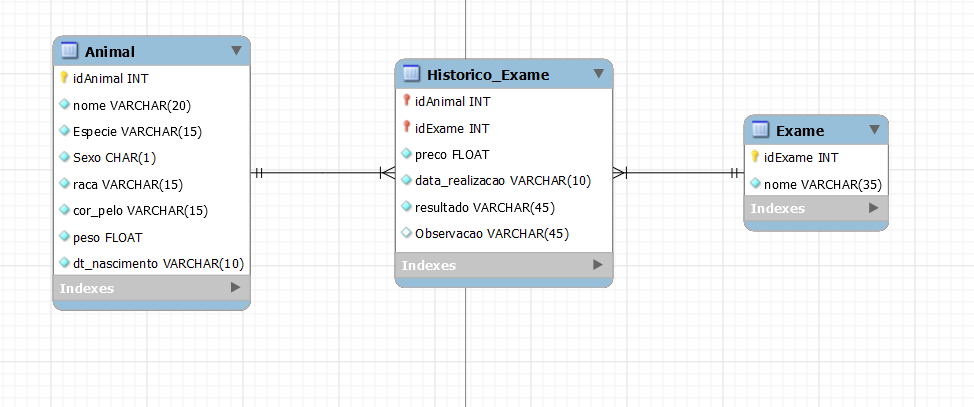 Animal
idAnimal INT
nome VARCHAR(20)
Especie VARCHAR(15)
Sexo CHAR(1)
raca VARCHAR(15)
cor_pelo VARCHAR(15)
peso FLOAT
dt_nascimento VARCHAR(10)
Indexes
Historico_Exame
idAnimal INT
idExame INT
preco FLOAT
data_realizacao VARCHAR(10)
resultado VARCHAR(45)
Observacao VARCHAR(45)
Indexes
Exame
idExame INT
nome VARCHAR(35)
Indexes